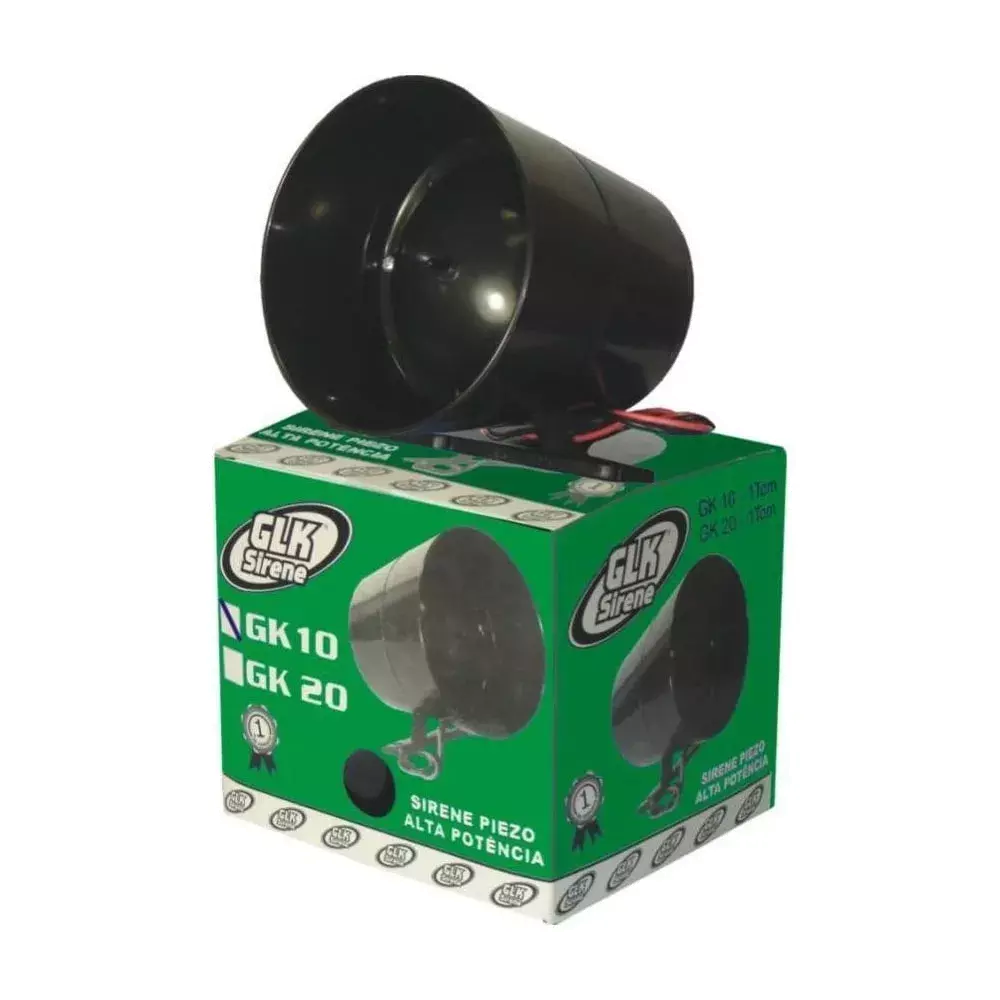 SIRENE PIEZO
ALTA POTÊNCIA
GLK
Sirene
GK 10
GK 20
1
SIRENE PIEZO
ALTA POTÊNCIA
GK 10 - 1Tom
GK 20 - 1Tom
GLK
Sirene
1
SIRENE PIEZO
ALTA POTÊNCIA